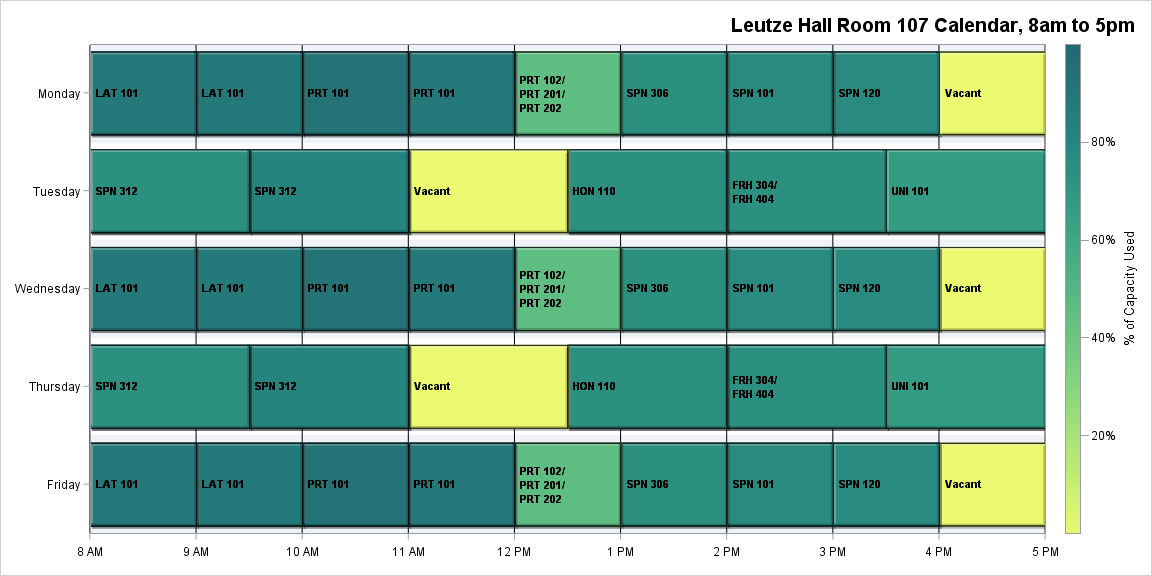 Leutze Hall Room 107 Calendar, 8am to 5pm
Monday
LAT 101
LAT 101
PRT 101
PRT 101
PRT 102/
PRT 201/
PRT 202
SPN 306
SPN 101
SPN 120
Vacant
Tuesday
SPN 312
SPN 312
Vacant
HON 110
FRH 304/
FRH 404
UNI 101
Wednesday
LAT 101
LAT 101
PRT 101
PRT 101
PRT 102/
PRT 201/
PRT 202
SPN 306
SPN 101
SPN 120
Vacant
Thursday
SPN 312
SPN 312
Vacant
HON 110
FRH 304/
FRH 404
UNI 101
Friday
LAT 101
LAT 101
PRT 101
PRT 101
PRT 102/
PRT 201/
PRT 202
SPN 306
SPN 101
SPN 120
Vacant
8 AM
9 AM
10 AM
11 AM
12 PM
1 PM
2 PM
3 PM
4 PM
5 PM
80%
60%
40%
20%
% of Capacity Used